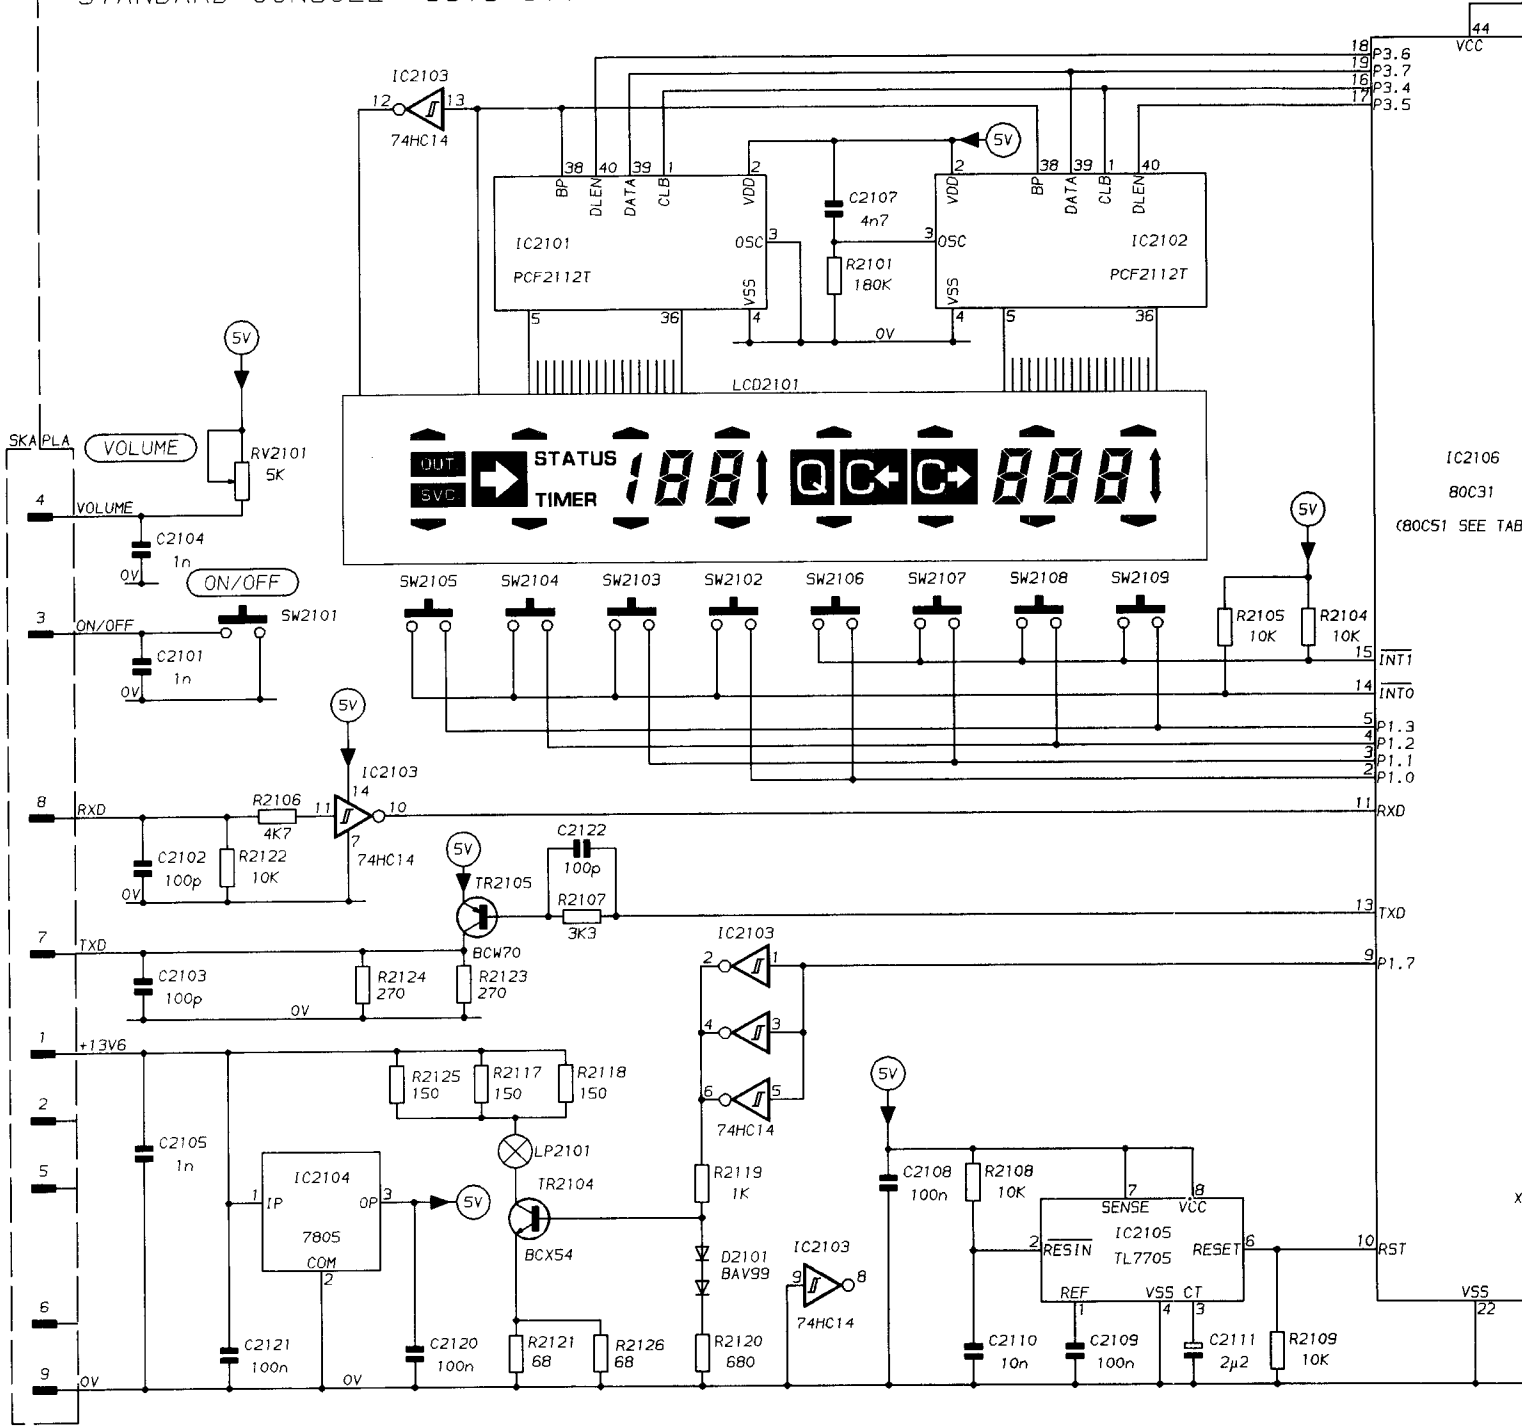 44
VCC
18
P3.6
19
P3.7
16
P3.4
17
P3.5
IC2103
12
13
74HC14
5V
38 40 39 1
2
BP
DLEN
DATA
CLB
VDD
IC2101
PCF2112T
OSC
3
VSS
5
36
4
C2107
4n7
R2101
180K
2
38 39 1 40
VDD
BP
DATA
CLB
DLEN
3
OSC
IC2102
PCF2112T
VSS
4
5
36
0V
LCD2101
5V
SKA PLA
VOLUME
RV2101
5K
OUT
SVC
STATUS
TIMER
188
Q
C
C
888
4
VOLUME
C2104
1n
0V
ON/OFF
3
ON/OFF
SW2101
C2101
1n
0V
SW2105
SW2104
SW2103
SW2102
SW2106
SW2107
SW2108
SW2109
5V
R2105
10K
R2104
10K
IC2106
80C31
(80C51 SEE TAB
15
INT1
14
INT0
5
P1.3
4
P1.2
3
P1.1
2
P1.0
11
RXD
5V
IC2103
14
8
RXD
R2106
4K7
11
10
7
74HC14
C2102
100p
R2122
10K
0V
5V
C2122
100p
TR2105
R2107
3K3
BCW70
13
TXD
7
TXD
C2103
100p
R2124
270
R2123
270
0V
IC2103
2
1
4
3
6
5
74HC14
9
P1.7
1
+13V6
R2125
150
R2117
150
R2118
150
2
C2105
1n
5
LP2101
TR2104
BCX54
IC2104
1
IP
OP
3
7805
COM
2
5V
R2119
1K
D2101
BAV99
IC2103
9
8
74HC14
5V
C2108
100n
R2108
10K
7
8
SENSE
VCC
IC2105
TL7705
2
RESIN
RESET
6
REF
VSS
CT
1
4
3
10
RST
X
VSS
22
6
C2121
100n
C2120
100n
R2121
68
R2126
68
R2120
680
C2110
10n
C2109
100n
C2111
2µ2
R2109
10K
9
0V
0V